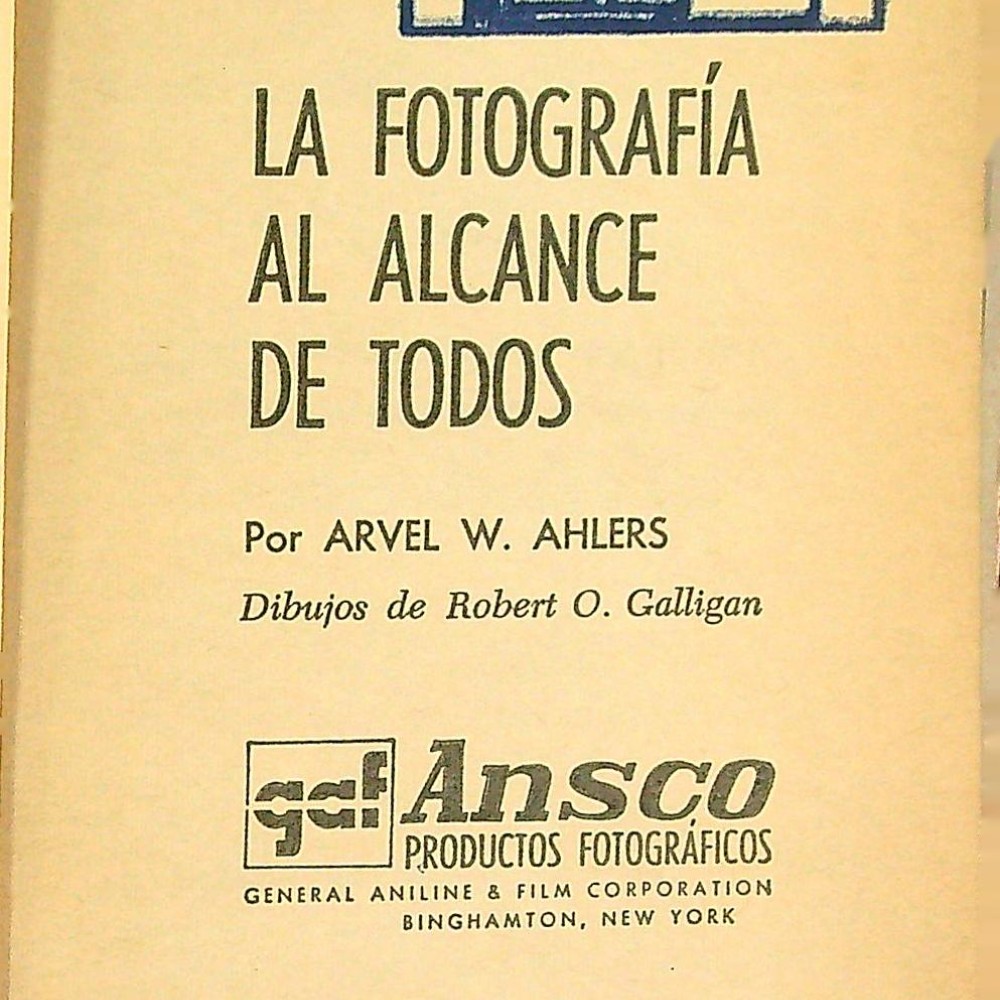 LA FOTOGRAFÍA
AL ALCANCE
DE TODOS
Por ARVEL W. AHLERS
Dibujos de Robert O. Galligan
gaf Ansco
PRODUCTOS FOTOGRÁFICOS
GENERAL ANILINE & FILM CORPORATION
BINGHAMTON, NEW YORK